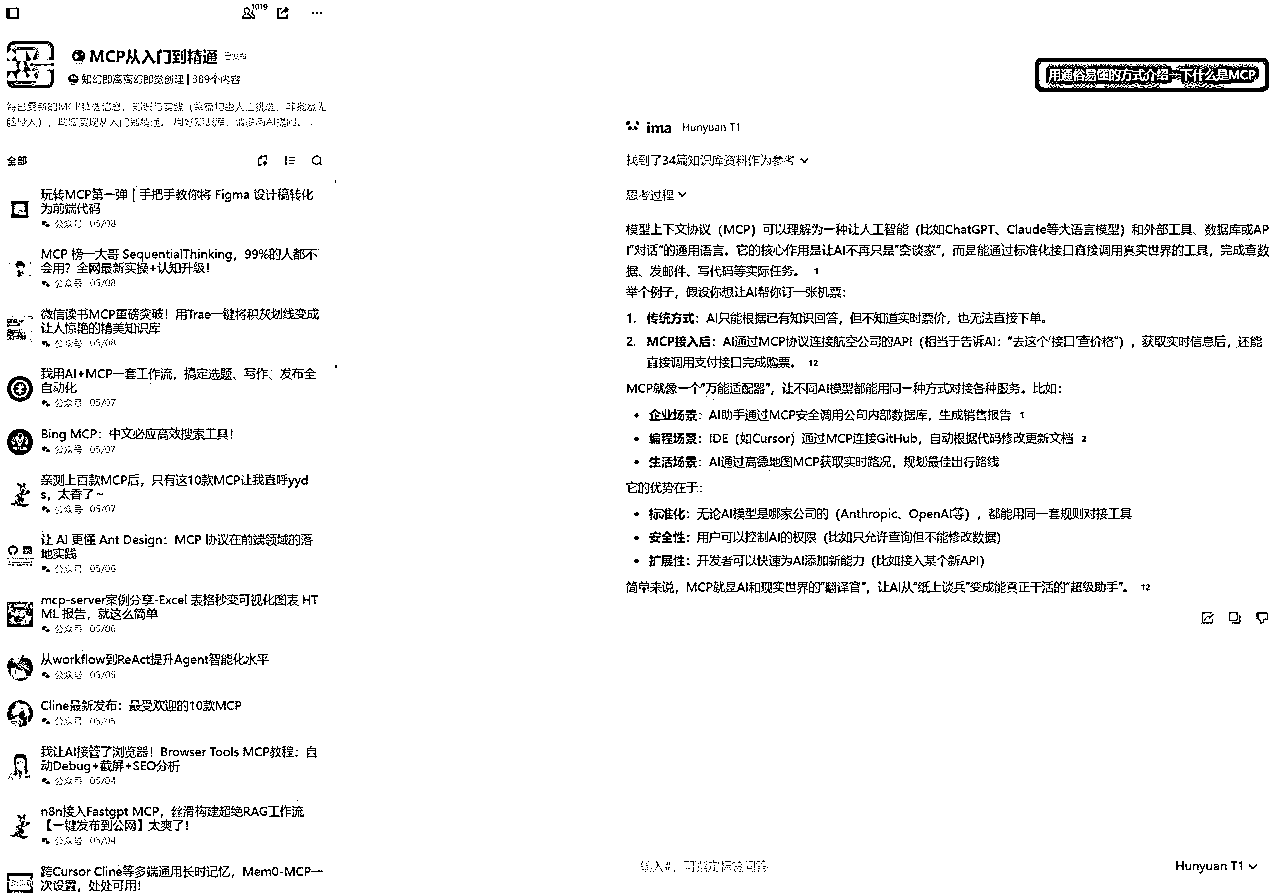 1019
MCP从入门到精通
知幻即离离幻即觉创建 | 389个内容
全部
玩转MCP第一弹 | 手把手教你将 Figma 设计稿转化
为前端代码
公众号 05/08
MCP 榜一大哥 SequentialThinking，99%的人都不
会用？全网最新实操+认知升级！
公众号 05/08
微信读书MCP重磅突破！用Trae一键将积灰划线变成
让人惊艳的精美知识库
公众号 05/08
我用AI+MCP一套工作流，搞定选题、写作、发布全
自动化
公众号 05/07
Bing MCP：中文必应高效搜索工具！
公众号 05/07
亲测上百款MCP后，只有这10款MCP让我直呼yyd
s，太香了~
公众号 05/07
让 AI 更懂 Ant Design：MCP 协议在前端领域的落
地实践
公众号 05/06
mcp-server案例分享-Excel 表格秒变可视化图表 HT
ML 报告，就这么简单
公众号 05/06
从workflow到ReAct提升Agent智能化水平
公众号 05/05
Cline最新发布：最受欢迎的10款MCP
公众号 05/05
我让AI接管了浏览器！Browser Tools MCP教程：自
动Debug+截屏+SEO分析
公众号 05/04
n8n接入Fastgpt MCP，丝滑构建超绝RAG工作流
【一键发布到公网】太爽了！
公众号 05/04
跨Cursor Cline等多端通用长时记忆，Mem0-MCP一
次设置，处处可用！
用通俗易懂的方式介绍一下什么是MCP
ima Hunyuan T1
找到了34篇知识库资料作为参考
思考过程
模型上下文协议（MCP）可以理解为一种让人工智能（比如ChatGPT、Claude等大语言模型）和外部工具、数据库或AP
I“对话”的通用语言。它的核心作用是让AI不再只是“空谈家”，而是能通过标准化接口直接调用真实世界的工具，完成查数
据、发邮件、写代码等实际任务。 1
举个例子，假设你想让AI帮你订一张机票：
1. 传统方式：AI只能根据已有知识回答，但不知道实时票价，也无法直接下单。
2. MCP接入后：AI通过MCP协议连接航空公司的API（相当于告诉AI：“去这个‘接口’查价格”），获取实时信息后，还能
直接调用支付接口完成购票。 12
MCP就像一个“万能适配器”，让不同AI模型都能用同一种方式对接各种服务。比如：
• 企业场景：AI助手通过MCP安全调用公司内部数据库，生成销售报告 1
• 编程场景：IDE（如Cursor）通过MCP连接GitHub，自动根据代码修改更新文档 2
• 生活场景：AI通过高德地图MCP获取实时路况，规划最佳出行路线
它的优势在于：
• 标准化：无论AI模型是哪家公司的（Anthropic、OpenAI等），都能用同一套规则对接工具
• 安全性：用户可以控制AI的权限（比如只允许查询但不能修改数据）
• 扩展性：开发者可以快速为AI添加新能力（比如接入某个新API）
简单来说，MCP就是AI和现实世界的“翻译官”，让AI从“纸上谈兵”变成能真正干活的“超级助手”。 12
Hunyuan T1